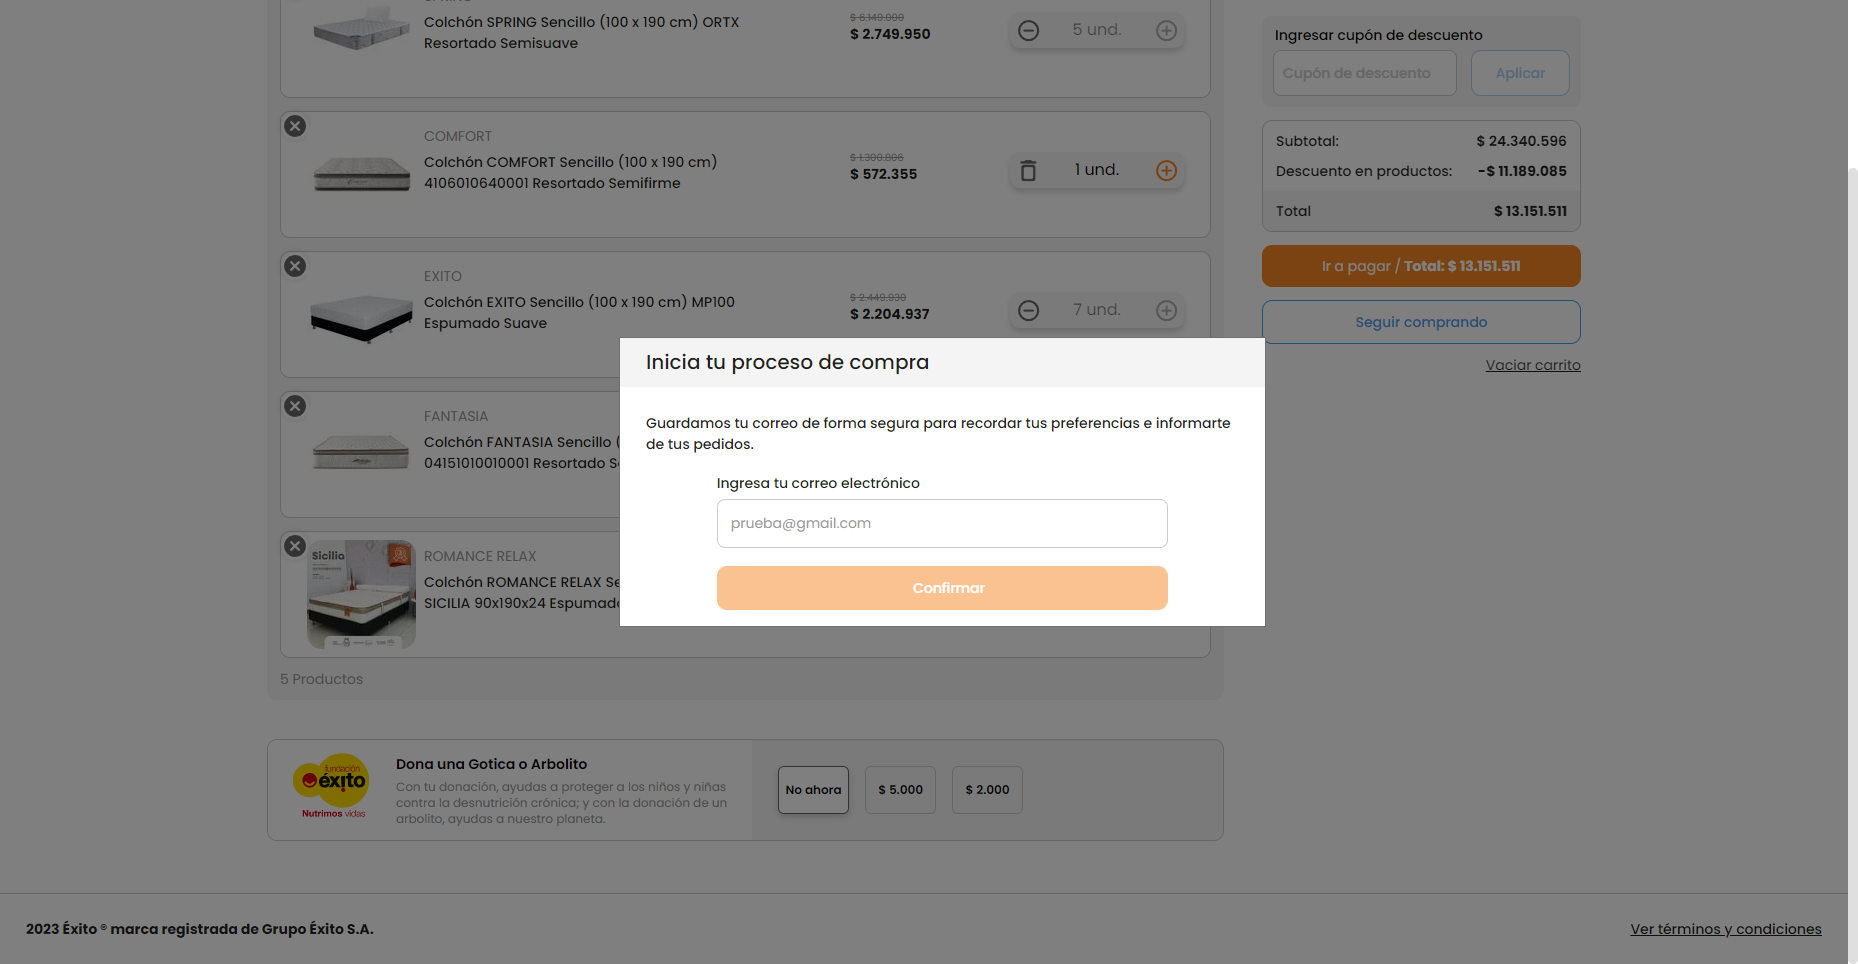 Colchón SPRING Sencillo (100 x 190 cm) ORTX
Resortado Semisuave
$ 6.149.000
$ 2.749.950
5 und.
COMFORT
Colchón COMFORT Sencillo (100 x 190 cm)
4106010640001 Resortado Semifirme
$ 1.300.806
$ 572.355
1 und.
EXITO
Colchón EXITO Sencillo (100 x 190 cm) MP100
Espumado Suave
$ 2.449.930
$ 2.204.937
7 und.
FANTASIA
Colchón FANTASIA Sencillo (
04151010010001 Resortado S
Sicilia
ROMANCE RELAX
Colchón ROMANCE RELAX Se
SICILIA 90x190x24 Espumado
5 Productos
Ingresar cupón de descuento
Cupón de descuento
Aplicar
Subtotal: $ 24.340.596
Descuento en productos: -$ 11.189.085
Total $ 13.151.511
Ir a pagar / Total: $ 13.151.511
Seguir comprando
Vaciar carrito
Inicia tu proceso de compra
Guardamos tu correo de forma segura para recordar tus preferencias e informarte
de tus pedidos.
Ingresa tu correo electrónico
prueba@gmail.com
Confirmar
fundación
éxito
Nutrimos vidas
Dona una Gotica o Arbolito
Con tu donación, ayudas a proteger a los niños y niñas
contra la desnutrición crónica; y con la donación de un
arbolito, ayudas a nuestro planeta.
No ahora
$ 5.000
$ 2.000
2023 Éxito ® marca registrada de Grupo Éxito S.A.
Ver términos y condiciones